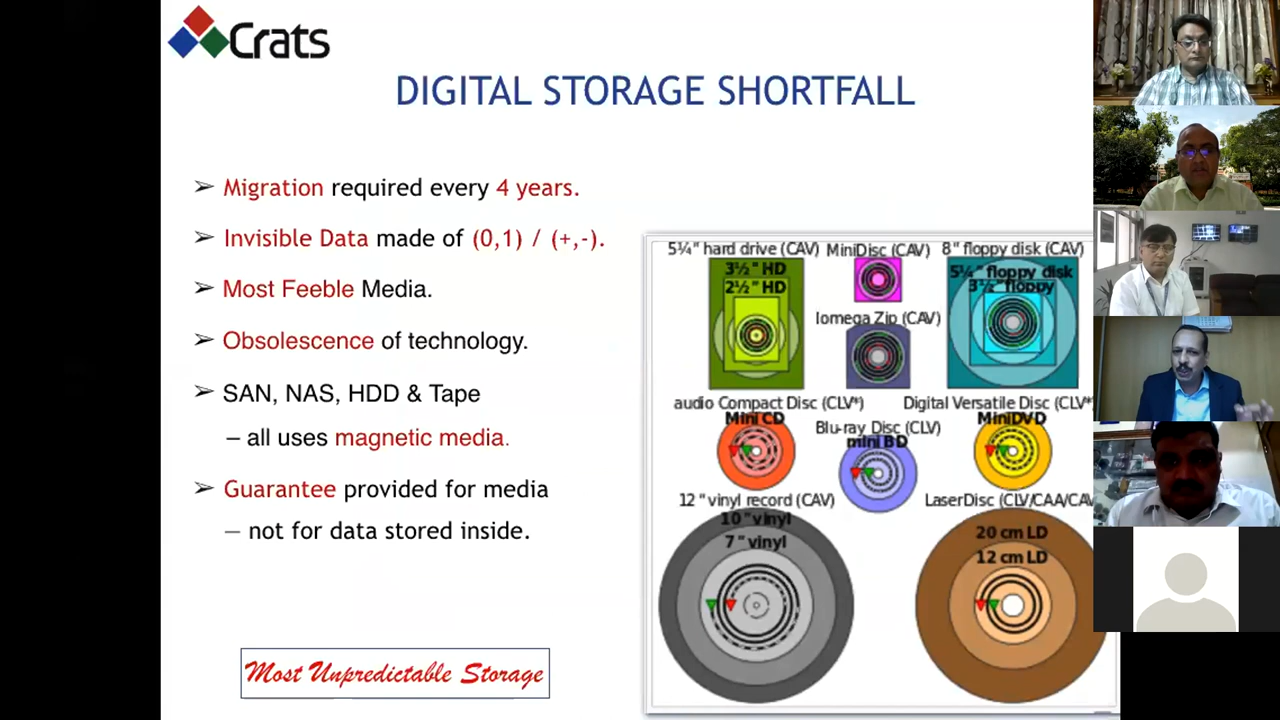 Crats
DIGITAL STORAGE SHORTFALL
➢ Migration required every 4 years.
➢ Invisible Data made of (0,1) / (+,-).
➢ Most Feeble Media.
➢ Obsolescence of technology.
➢ SAN, NAS, HDD & Tape
– all uses magnetic media.
➢ Guarantee provided for media
– not for data stored inside.
Most Unpredictable Storage
5¼" hard drive (CAV) MiniDisc (CAV) 8" floppy disk (CAV)
3½" HD
2½" HD
5¼" floppy disk
3½" floppy
Iomega Zip (CAV)
audio Compact Disc (CLV*) Digital Versatile Disc (CLV*
Mini CD
Blu-ray Disc (CLV)
mini BD
MiniDVD
12" vinyl record (CAV) LaserDisc (CLV/CAA/CAV
10" vinyl
7" vinyl
20 cm LD
12 cm LD